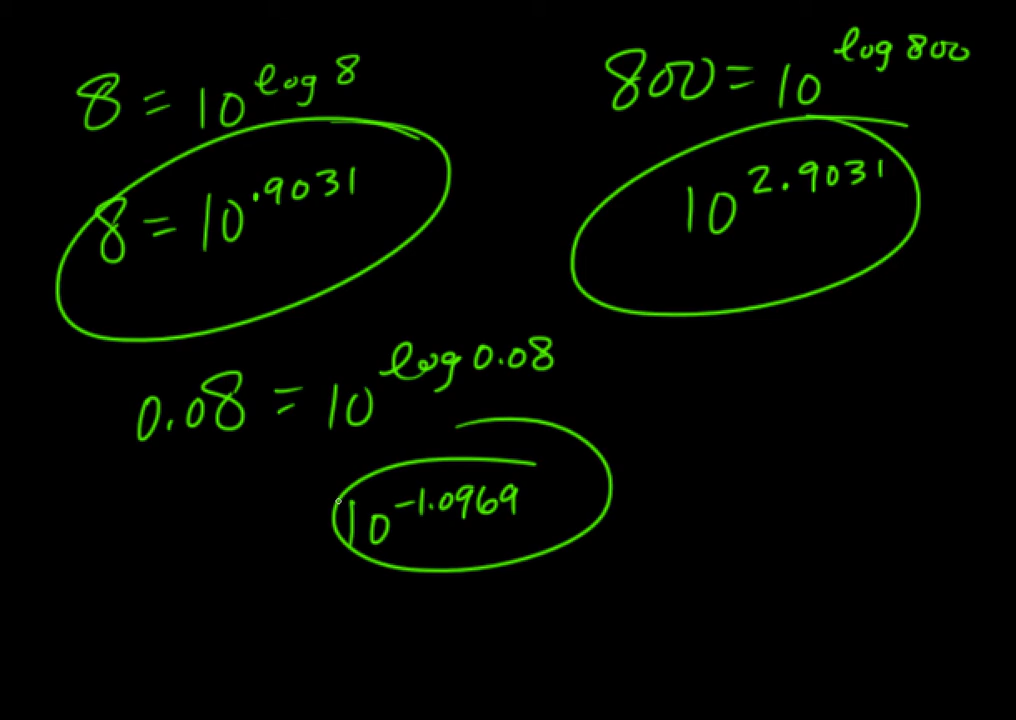 8 = 10^log 8
8 = 10^.9031
800 = 10^log 800
10^2.9031
0.08 = 10^log 0.08
10^-1.0969